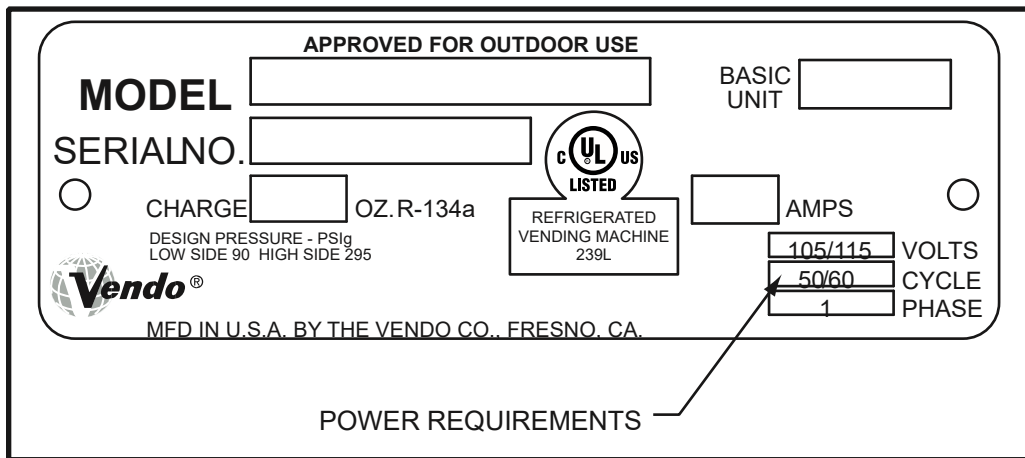 APPROVED FOR OUTDOOR USE
MODEL
BASIC
UNIT
SERIALNO.
C UL ® US
LISTED
CHARGE OZ. R-134a
AMPS
REFRIGERATED
VENDING MACHINE
239L
DESIGN PRESSURE - PSIg
LOW SIDE 90 HIGH SIDE 295
105/115 VOLTS
50/60 CYCLE
1 PHASE
Vendo ®
MFD IN U.S.A. BY THE VENDO CO., FRESNO, CA.
POWER REQUIREMENTS